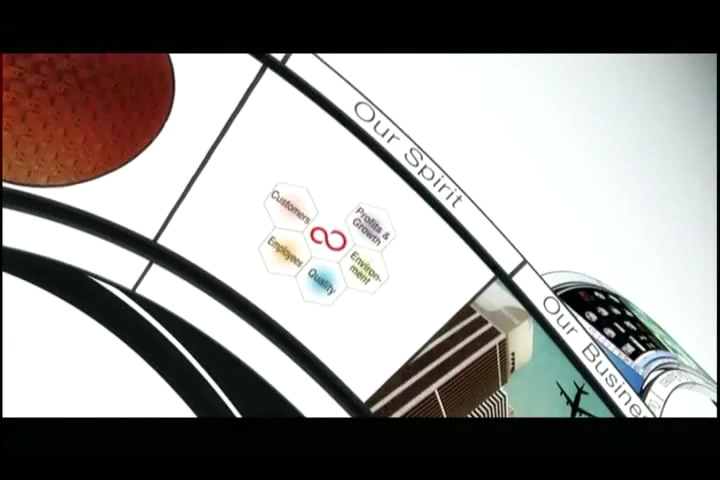 Our Spirit
Customers
Profits &
Growth
Employees
Environ-
ment
Quality
Our Busine